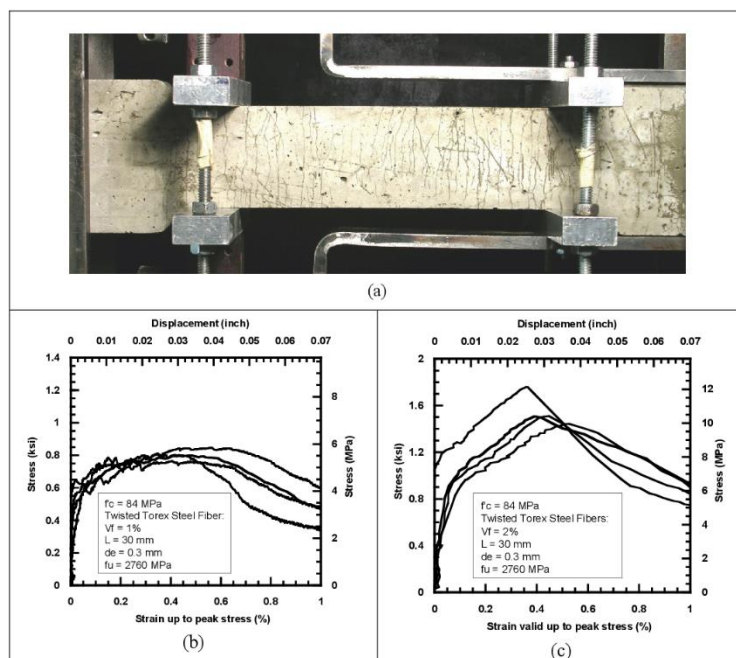 (a)
Displacement (inch)
0 0.01 0.02 0.03 0.04 0.05 0.06 0.07
1.4
1.2
1
0.8
0.6
0.4
0.2
0
Stress (ksi)
8
6
4
2
0
Stress (MPa)
f'c = 84 MPa
Twisted Torex Steel Fiber:
Vf = 1%
L = 30 mm
de = 0.3 mm
fu = 2760 MPa
0 0.2 0.4 0.6 0.8 1
Strain up to peak stress (%)
(b)
Displacement (inch)
0 0.01 0.02 0.03 0.04 0.05 0.06 0.07
2
1.6
1.2
0.8
0.4
0
Stress (ksi)
12
10
8
6
4
2
0
Stress (MPa)
f'c = 84 MPa
Twisted Torex Steel Fibers:
Vf = 2%
L = 30 mm
de = 0.3 mm
fu = 2760 MPa
0 0.2 0.4 0.6 0.8 1
Strain valid up to peak stress (%)
(c)